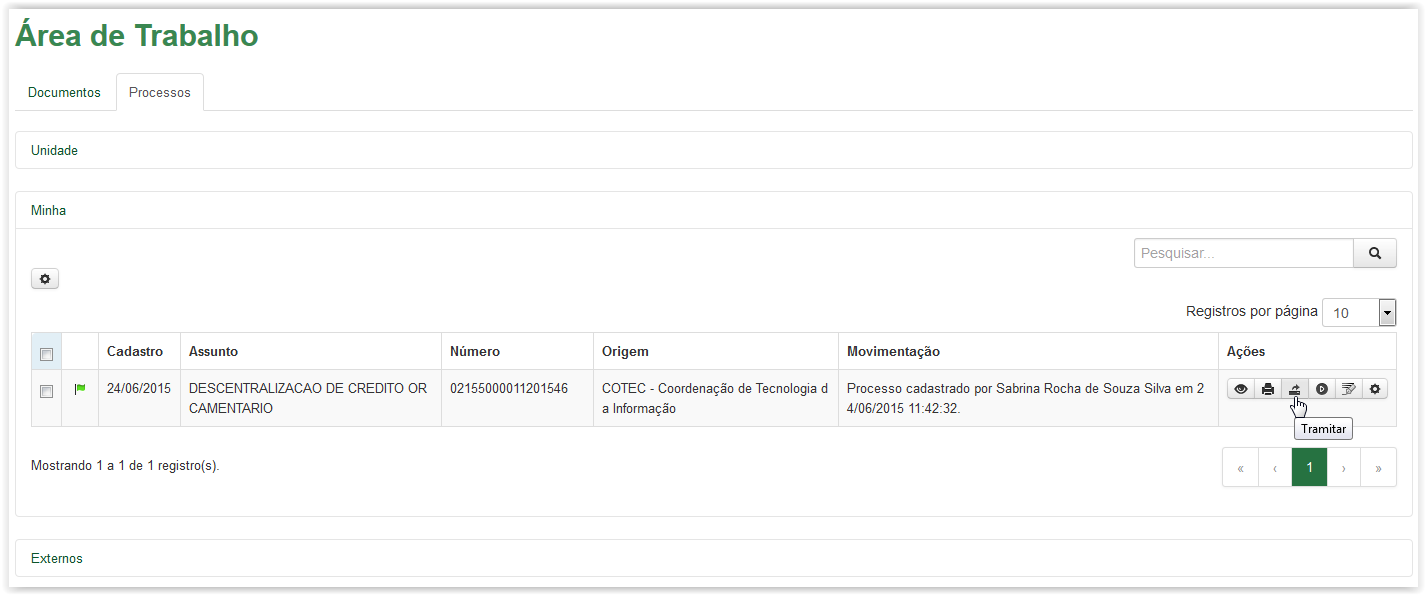 Área de Trabalho
Documentos Processos
Unidade
Minha
Pesquisar...
Registros por página 10
Cadastro Assunto Número Origem Movimentação Ações
24/06/2015 DESCENTRALIZACAO DE CREDITO OR 02155000011201546 COTEC - Coordenação de Tecnologia d Processo cadastrado por Sabrina Rocha de Souza Silva em 2
CAMENTARIO a Informação 4/06/2015 11:42:32.
Tramitar
Mostrando 1 a 1 de 1 registro(s).
« ‹ 1 › »
Externos